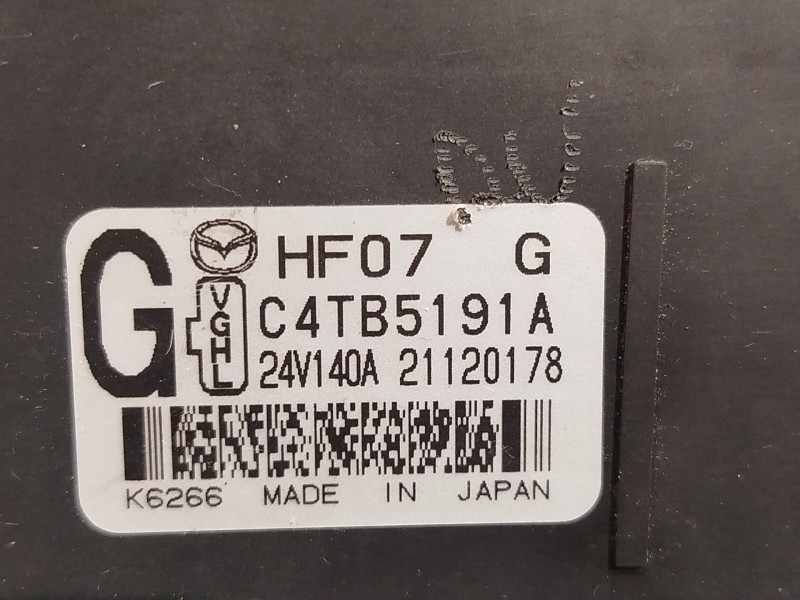 G HF07 G
VGHL
C4TB5191A
24V140A 21120178
K6266 MADE IN JAPAN